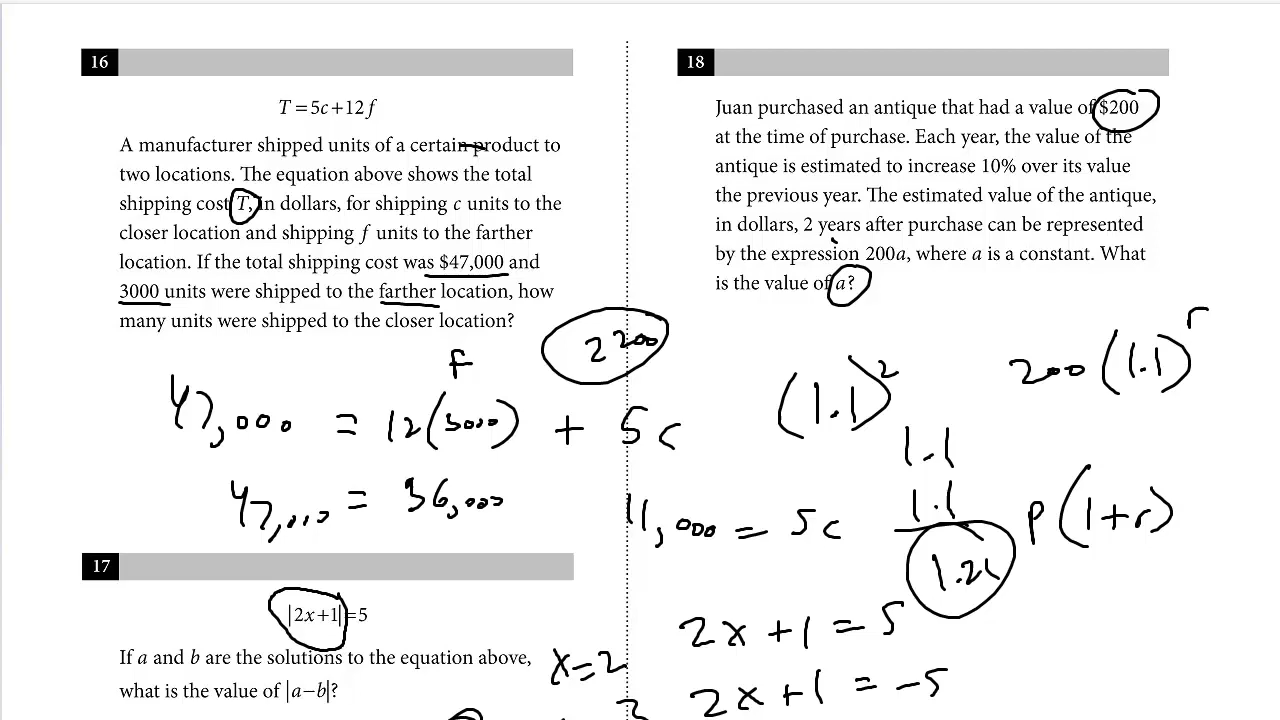 16
T = 5c + 12f
A manufacturer shipped units of a certain product to
two locations. The equation above shows the total
shipping cost T, in dollars, for shipping c units to the
closer location and shipping f units to the farther
location. If the total shipping cost was $47,000 and
3000 units were shipped to the farther location, how
many units were shipped to the closer location?
2200
F
47,000 = 12(3000) + 5c
47,000 = 36,000
11,000 = 5c
17
|2x+1|=5
If a and b are the solutions to the equation above,
what is the value of |a−b|?
x=2
18
Juan purchased an antique that had a value of $200
at the time of purchase. Each year, the value of the
antique is estimated to increase 10% over its value
the previous year. The estimated value of the antique,
in dollars, 2 years after purchase can be represented
by the expression 200a, where a is a constant. What
is the value of a?
(1.1)²
200(1.1)^r
1.1
1.1
1.21
P(1+r)
2x+1=5
2x+1=-5